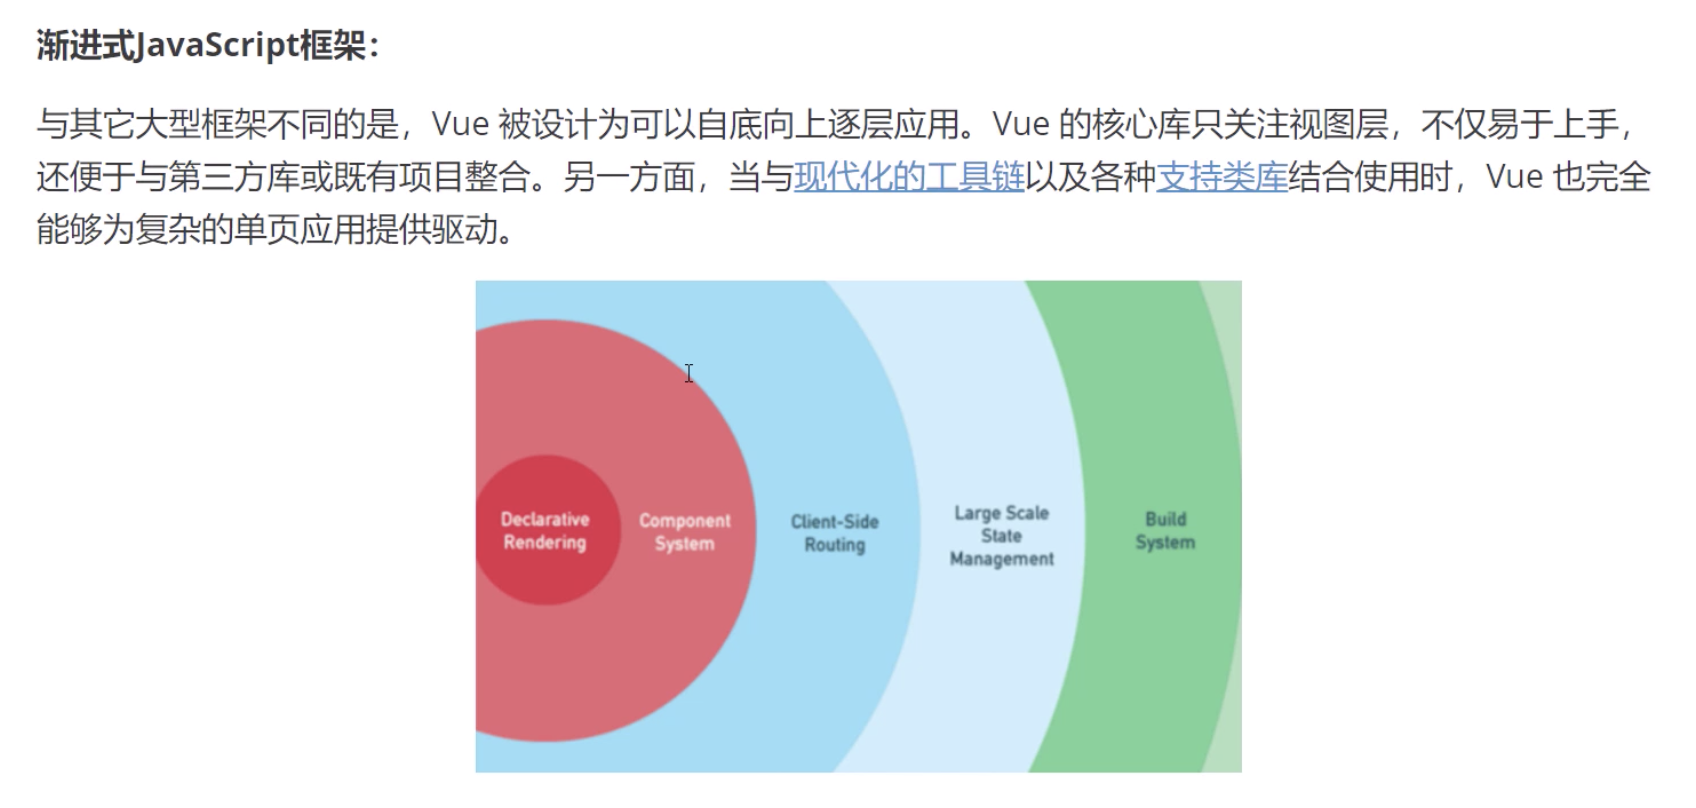 渐进式JavaScript框架：
与其它大型框架不同的是，Vue 被设计为可以自底向上逐层应用。Vue 的核心库只关注视图层，不仅易于上手，
还便于与第三方库或既有项目整合。另一方面，当与现代化的工具链以及各种支持类库结合使用时，Vue 也完全
能够为复杂的单页应用提供驱动。
Declarative
Rendering
Component
System
Client-Side
Routing
Large Scale
State
Management
Build
System